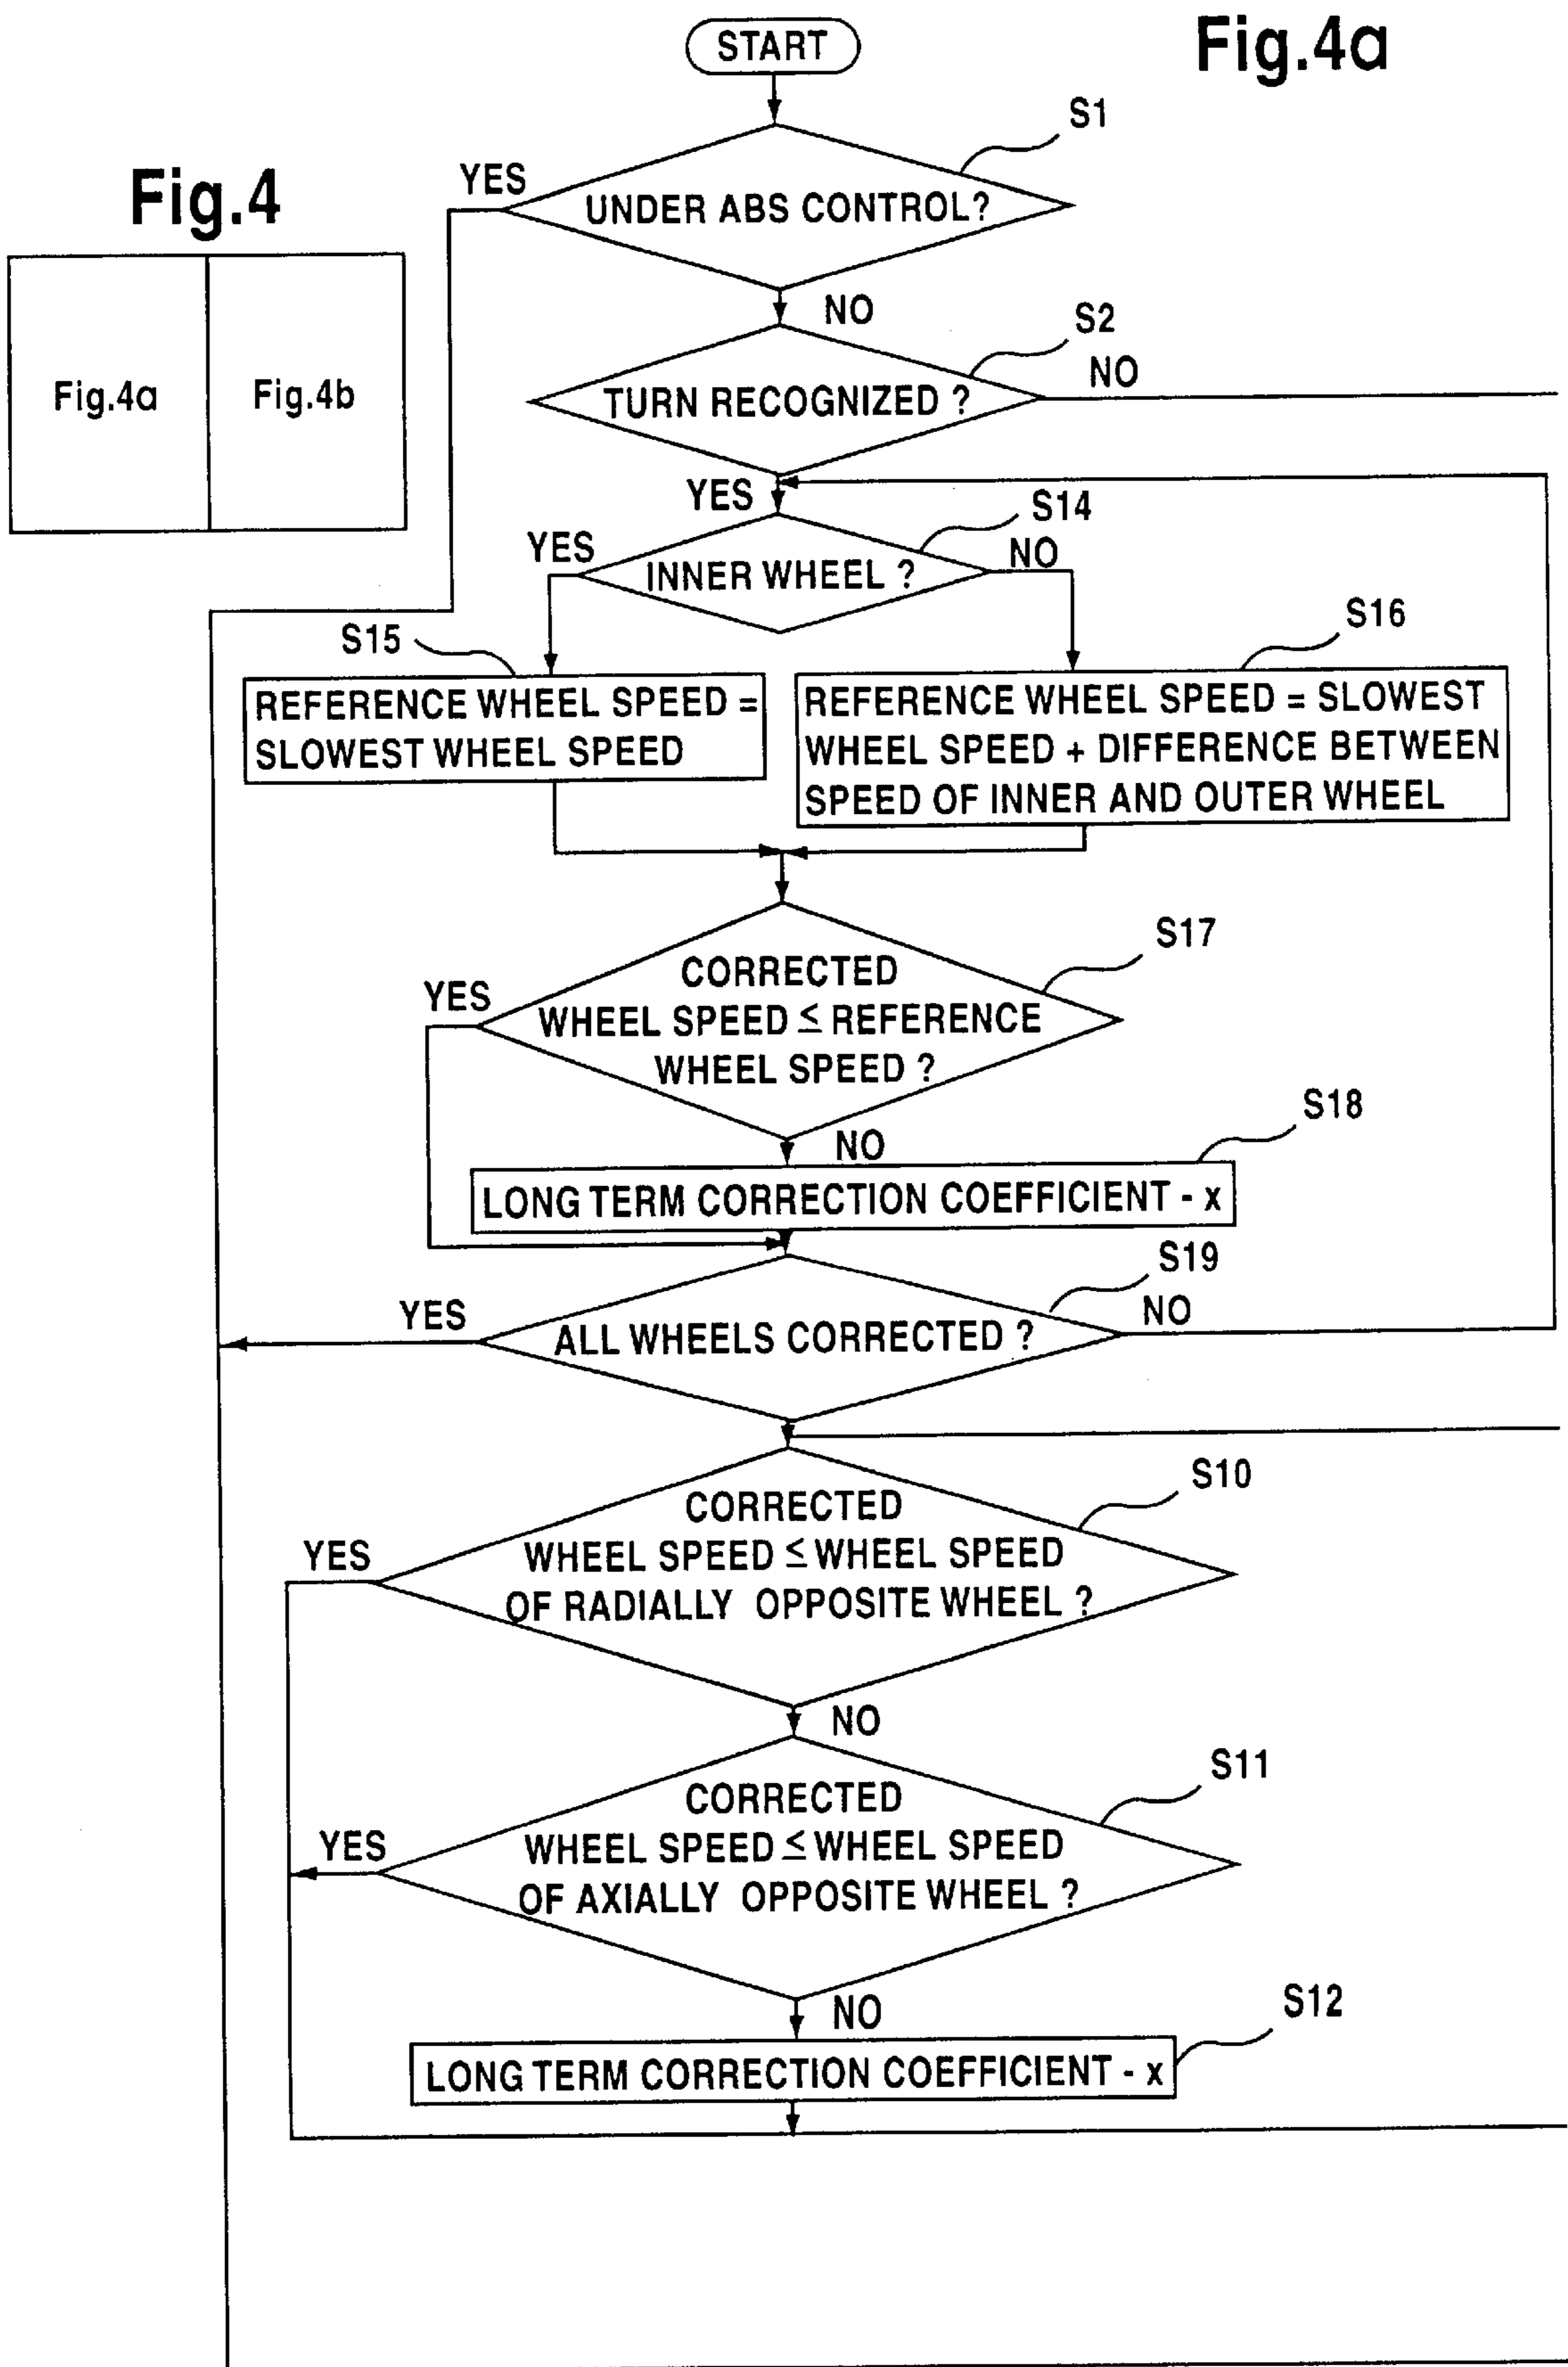 START
Fig.4a
S1
YES
UNDER ABS CONTROL?
Fig.4
NO
S2
Fig.4a
Fig.4b
TURN RECOGNIZED ?
NO
YES
S14
YES
INNER WHEEL ?
NO
S15
S16
REFERENCE WHEEL SPEED =
SLOWEST WHEEL SPEED
REFERENCE WHEEL SPEED = SLOWEST
WHEEL SPEED + DIFFERENCE BETWEEN
SPEED OF INNER AND OUTER WHEEL
S17
YES
CORRECTED
WHEEL SPEED ≤ REFERENCE
WHEEL SPEED ?
NO
S18
LONG TERM CORRECTION COEFFICIENT - x
S19
YES
ALL WHEELS CORRECTED ?
NO
S10
YES
CORRECTED
WHEEL SPEED ≤ WHEEL SPEED
OF RADIALLY OPPOSITE WHEEL ?
NO
S11
YES
CORRECTED
WHEEL SPEED ≤ WHEEL SPEED
OF AXIALLY OPPOSITE WHEEL ?
NO
S12
LONG TERM CORRECTION COEFFICIENT - x